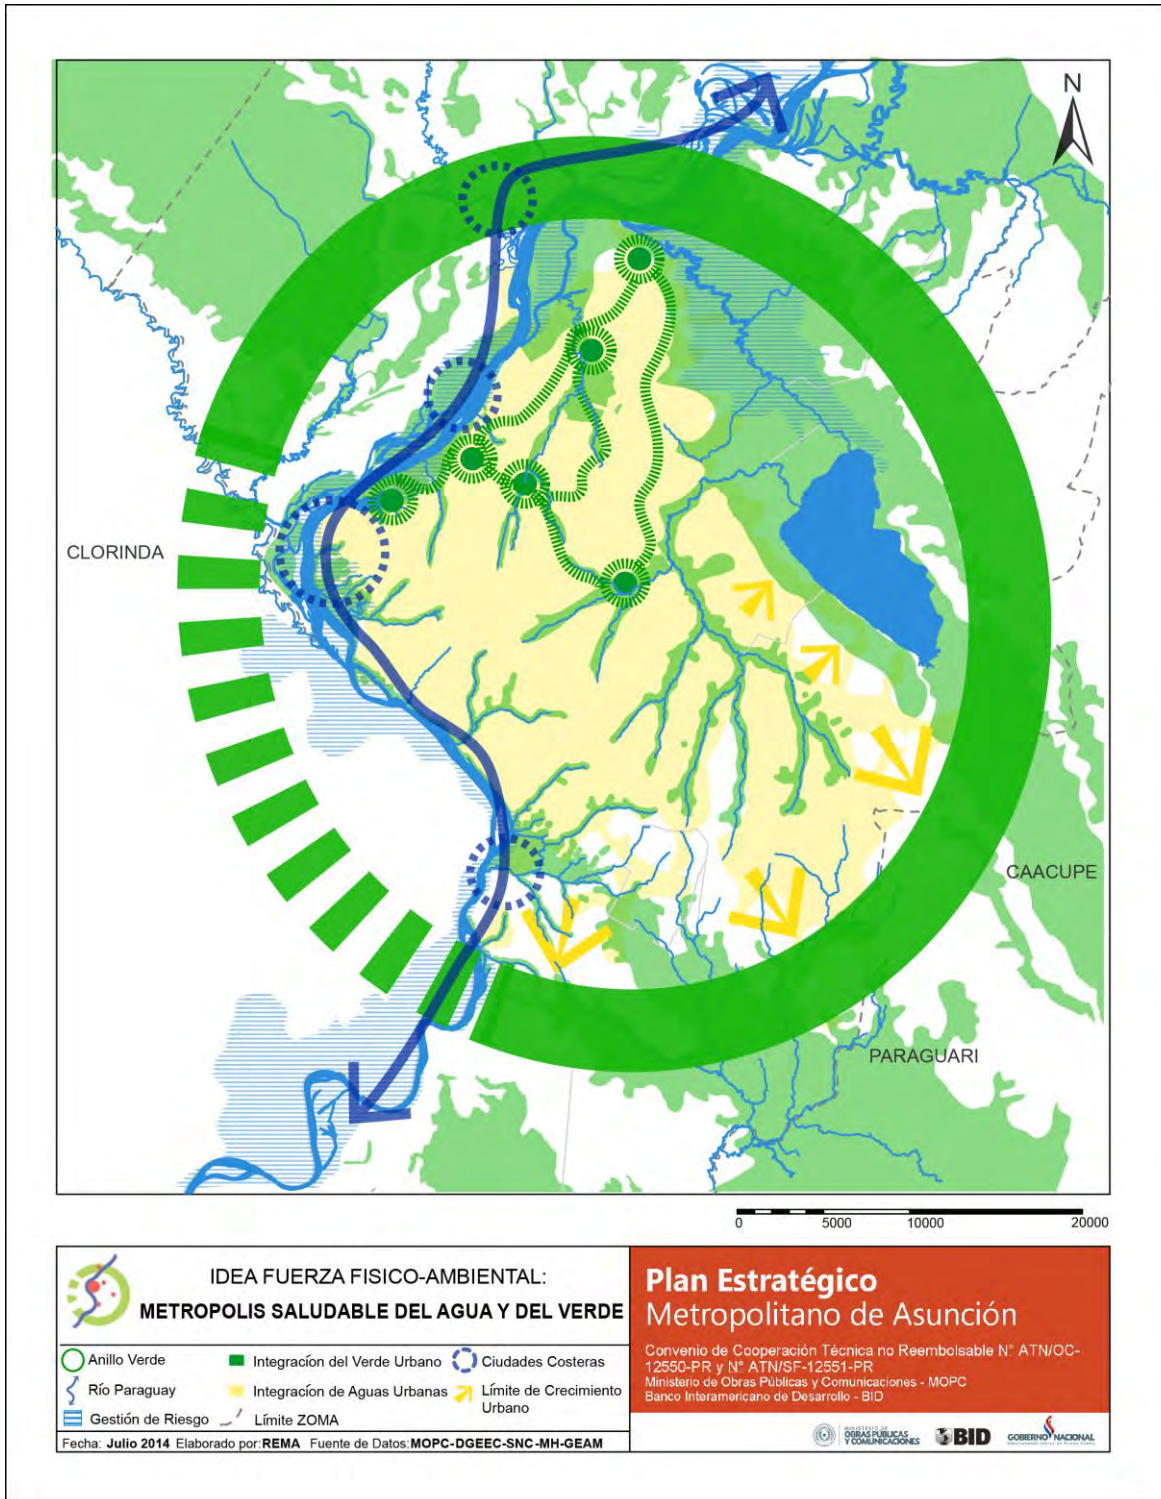 N
CLORINDA
CAACUPE
PARAGUARI
0 5000 10000 20000
IDEA FUERZA FISICO-AMBIENTAL:
METROPOLIS SALUDABLE DEL AGUA Y DEL VERDE
Anillo Verde
Integración del Verde Urbano
Ciudades Costeras
Río Paraguay
Integración de Aguas Urbanas
Límite de Crecimiento
Urbano
Gestión de Riesgo
Límite ZOMA
Fecha: Julio 2014 Elaborado por:REMA Fuente de Datos:MOPC-DGEEC-SNC-MH-GEAM
Plan Estratégico
Metropolitano de Asunción
Convenio de Cooperación Técnica no Reembolsable N° ATN/OC-
12550-PR y N° ATN/SF-12551-PR
Ministerio de Obras Públicas y Comunicaciones - MOPC
Banco Interamericano de Desarrollo - BID
MINISTERIO DE
OBRAS PÚBLICAS
Y COMUNICACIONES
BID
GOBIERNO NACIONAL